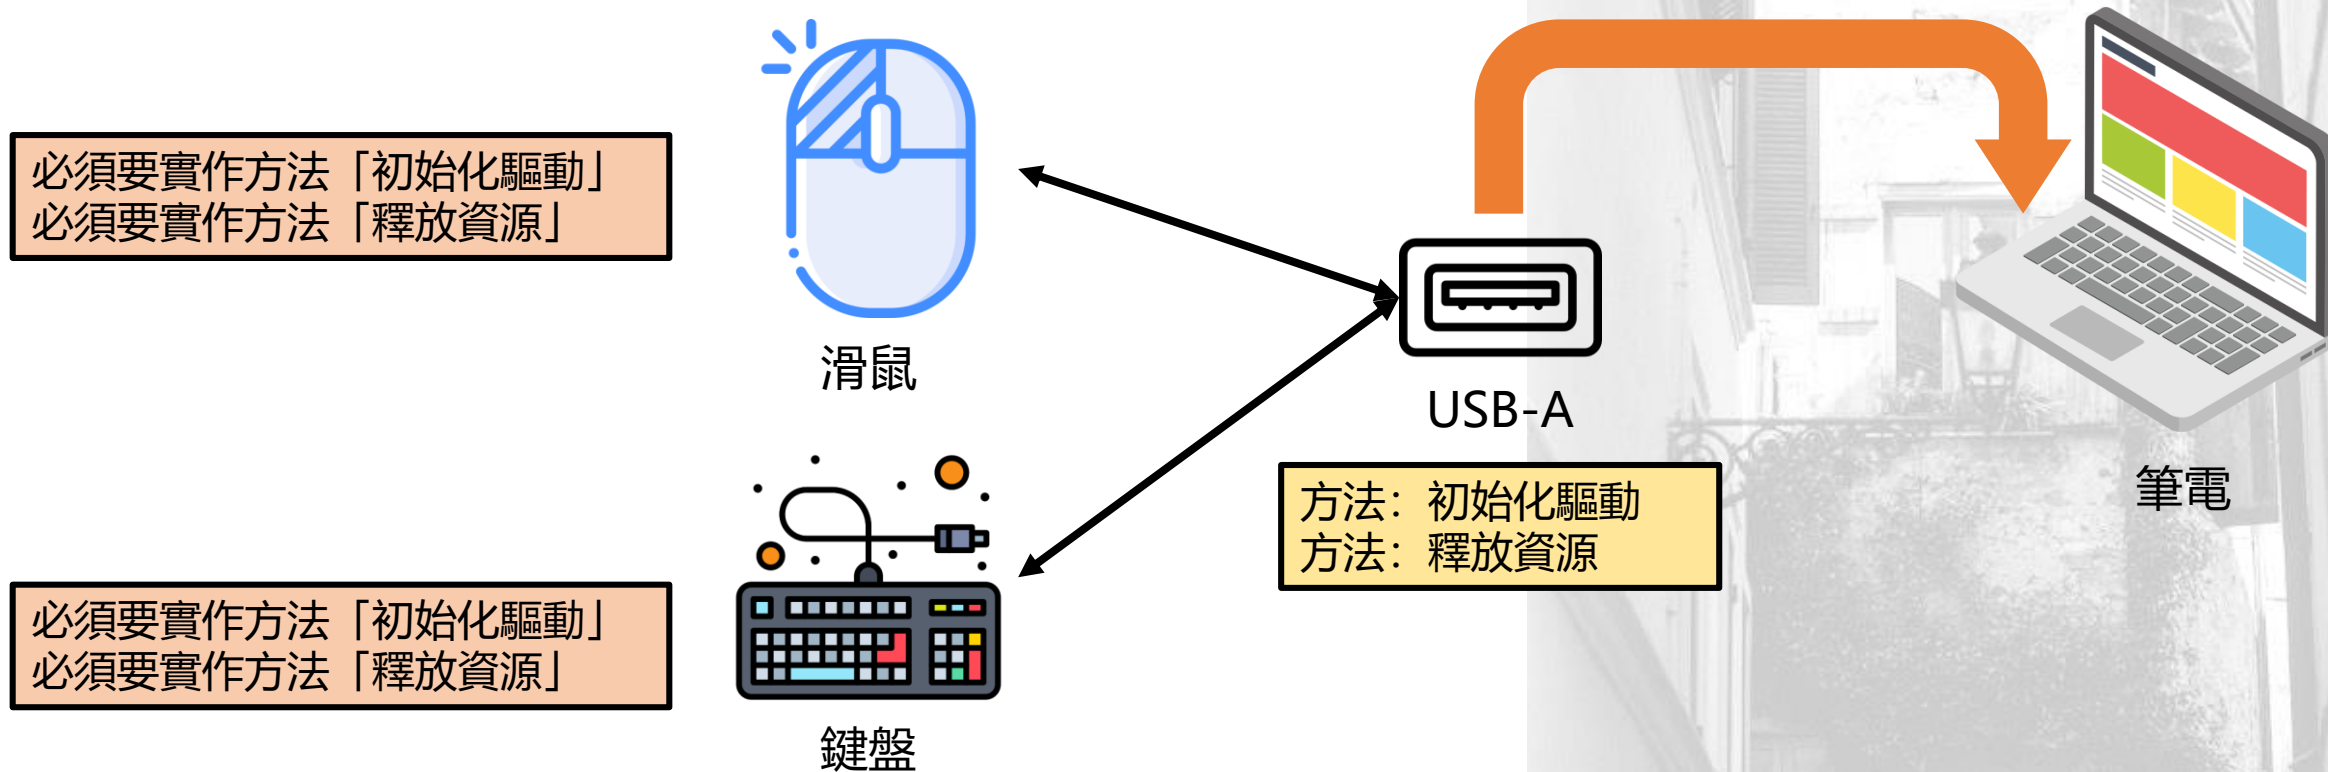 必須要實作方法「初始化驅動」
必須要實作方法「釋放資源」
滑鼠
USB-A
方法：初始化驅動
方法：釋放資源
筆電
必須要實作方法「初始化驅動」
必須要實作方法「釋放資源」
鍵盤